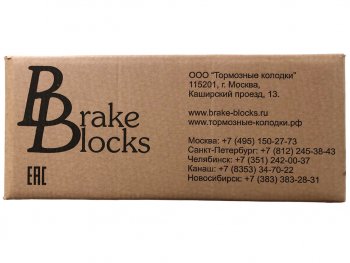 Brake
Blocks
EAC
ООО "Тормозные колодки"
115201, г. Москва,
Каширский проезд, 13.
www.brake-blocks.ru
www.тормозные-колодки.рф
Москва: +7 (495) 150-27-73
Санкт-Петербург: +7 (812) 245-38-43
Челябинск: +7 (351) 242-00-37
Канаш: +7 (8353) 34-70-22
Новосибирск: +7 (383) 383-28-31